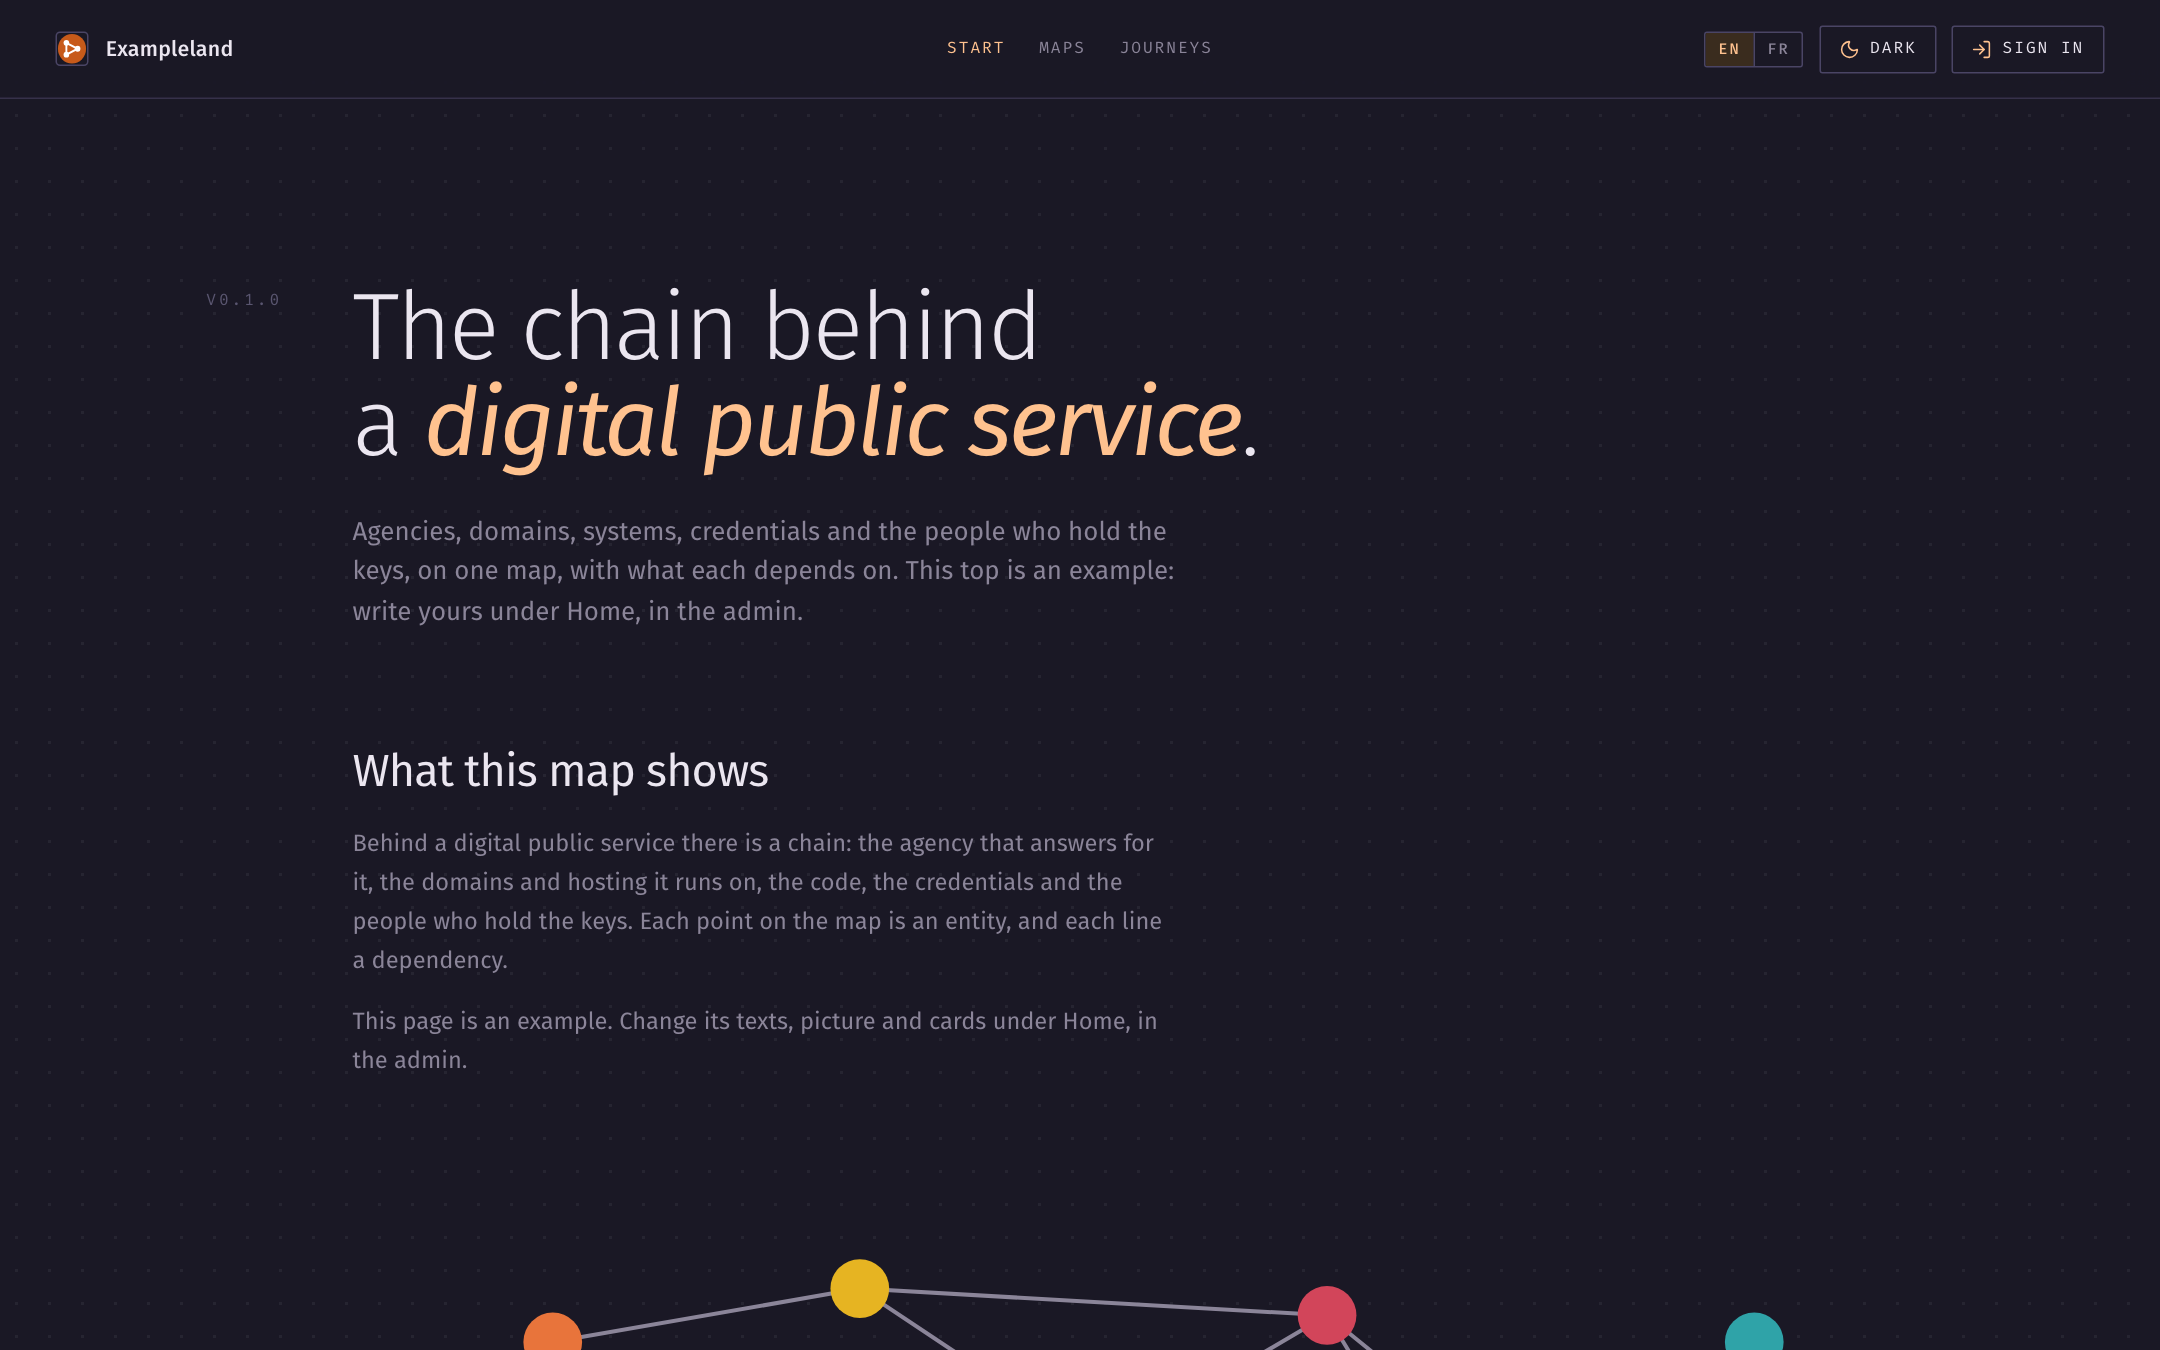 Exampleland
START
MAPS
JOURNEYS
EN
FR
DARK
SIGN IN
V0.1.0
The chain behind
a digital public service.
Agencies, domains, systems, credentials and the people who hold the
keys, on one map, with what each depends on. This top is an example:
write yours under Home, in the admin.
What this map shows
Behind a digital public service there is a chain: the agency that answers for
it, the domains and hosting it runs on, the code, the credentials and the
people who hold the keys. Each point on the map is an entity, and each line
a dependency.
This page is an example. Change its texts, picture and cards under Home, in
the admin.